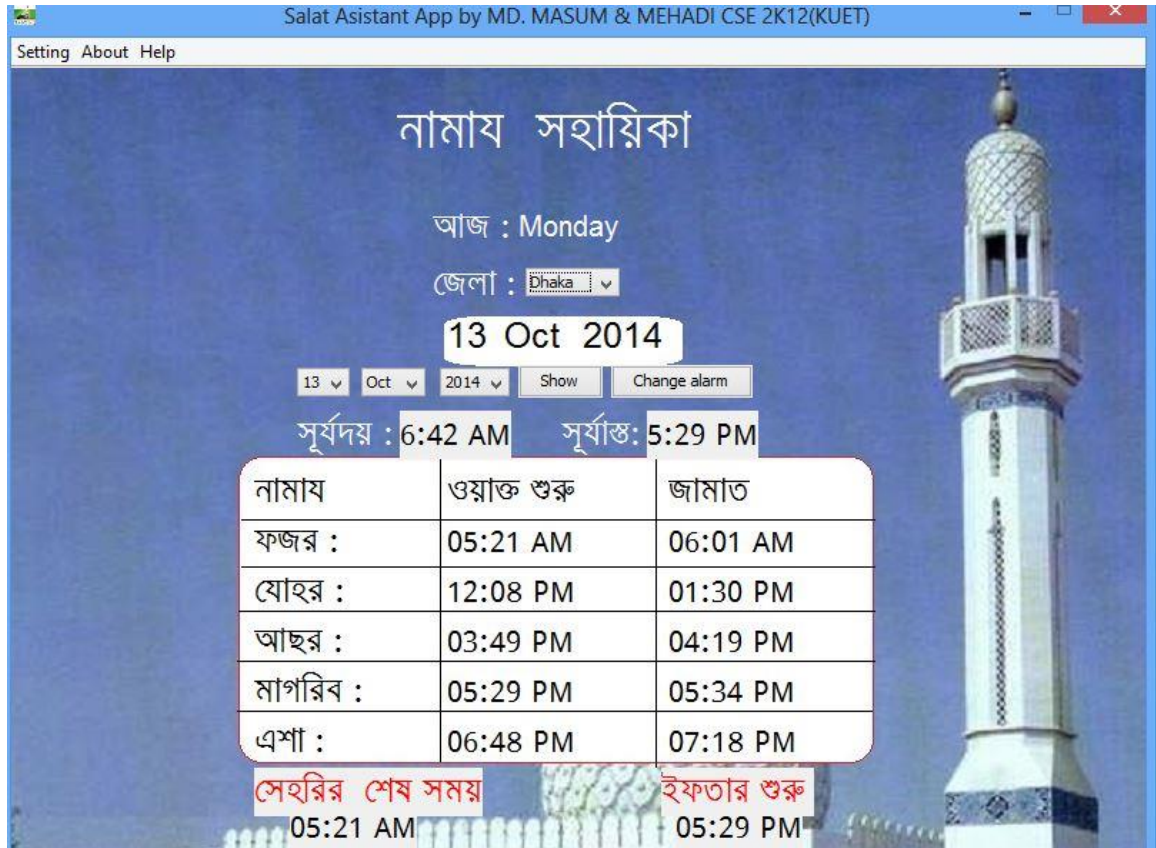 Salat Asistant App by MD. MASUM & MEHADI CSE 2K12(KUET)
Setting About Help
নামায সহায়িকা
আজ : Monday
জেলা : Dhaka
13 Oct 2014
13 Oct 2014 Show Change alarm
সূর্যদয় : 6:42 AM সূর্যাস্ত: 5:29 PM
নামায ওয়াক্ত শুরু জামাত
ফজর : 05:21 AM 06:01 AM
যোহর : 12:08 PM 01:30 PM
আছর : 03:49 PM 04:19 PM
মাগরিব : 05:29 PM 05:34 PM
এশা : 06:48 PM 07:18 PM
সেহরির শেষ সময় ইফতার শুরু
05:21 AM 05:29 PM